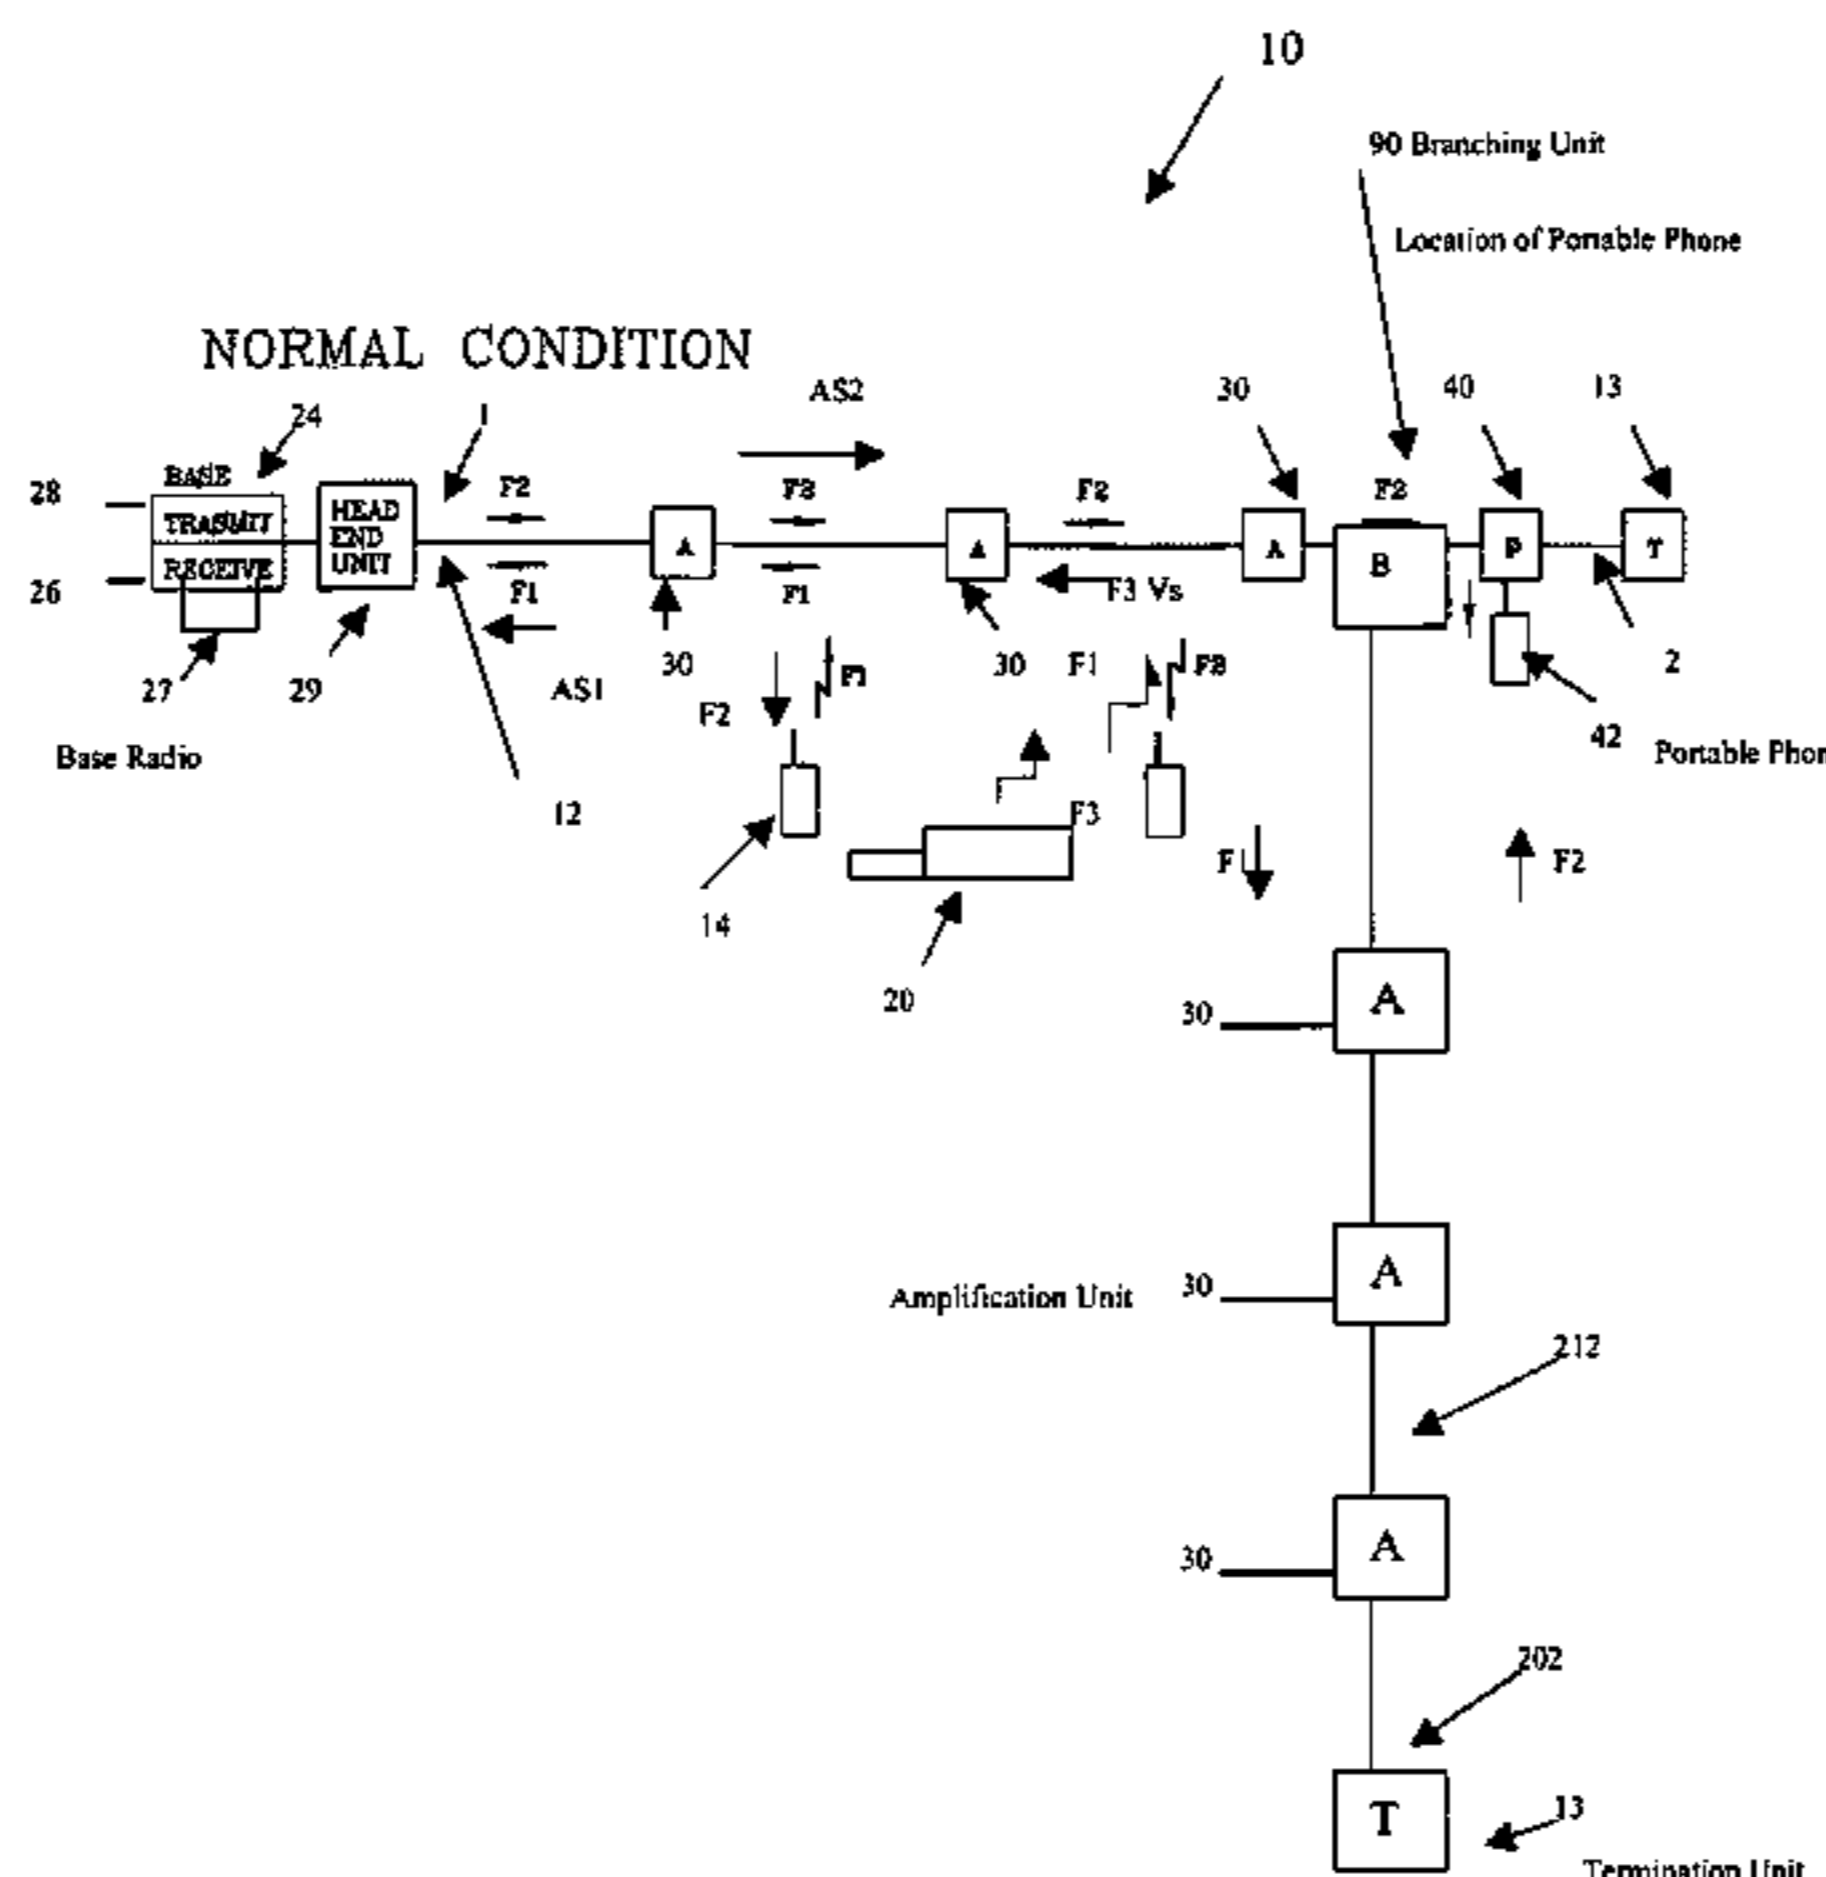 10
90 Branching Unit
Location of Portable Phone
NORMAL CONDITION
AS2
30
40
13
24
1
28
BASE
TRASMIT
RECEIVE
HEAD
END
UNIT
F2
F2
F2
F2
A
A
A
B
P
T
26
F1
F1
F3 Vs
27
29
AS1
30
30
F1
F2
2
42
Portable Phon
Base Radio
12
F3
F
F2
14
20
A
30
A
Amplification Unit
30
212
A
30
202
T
13
Termination Unit